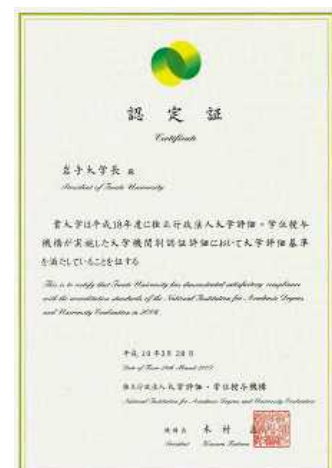 認定証
Certificate
岩手大学長 殿
President of Iwate University
貴大学は平成18年度に独立行政法人大学評価・学位授与
機構が実施した大学機関別認証評価において大学評価基準
を満たしていることを証する
This is to certify that Iwate University has demonstrated satisfactory compliance
with the accreditation standards of the National Institution for Academic Degrees
and University Evaluation in 2006.
平成19年3月28日
独立行政法人大学評価・学位授与機構
National Institution for Academic Degrees and University Evaluation
機構長 木村
President Kimura